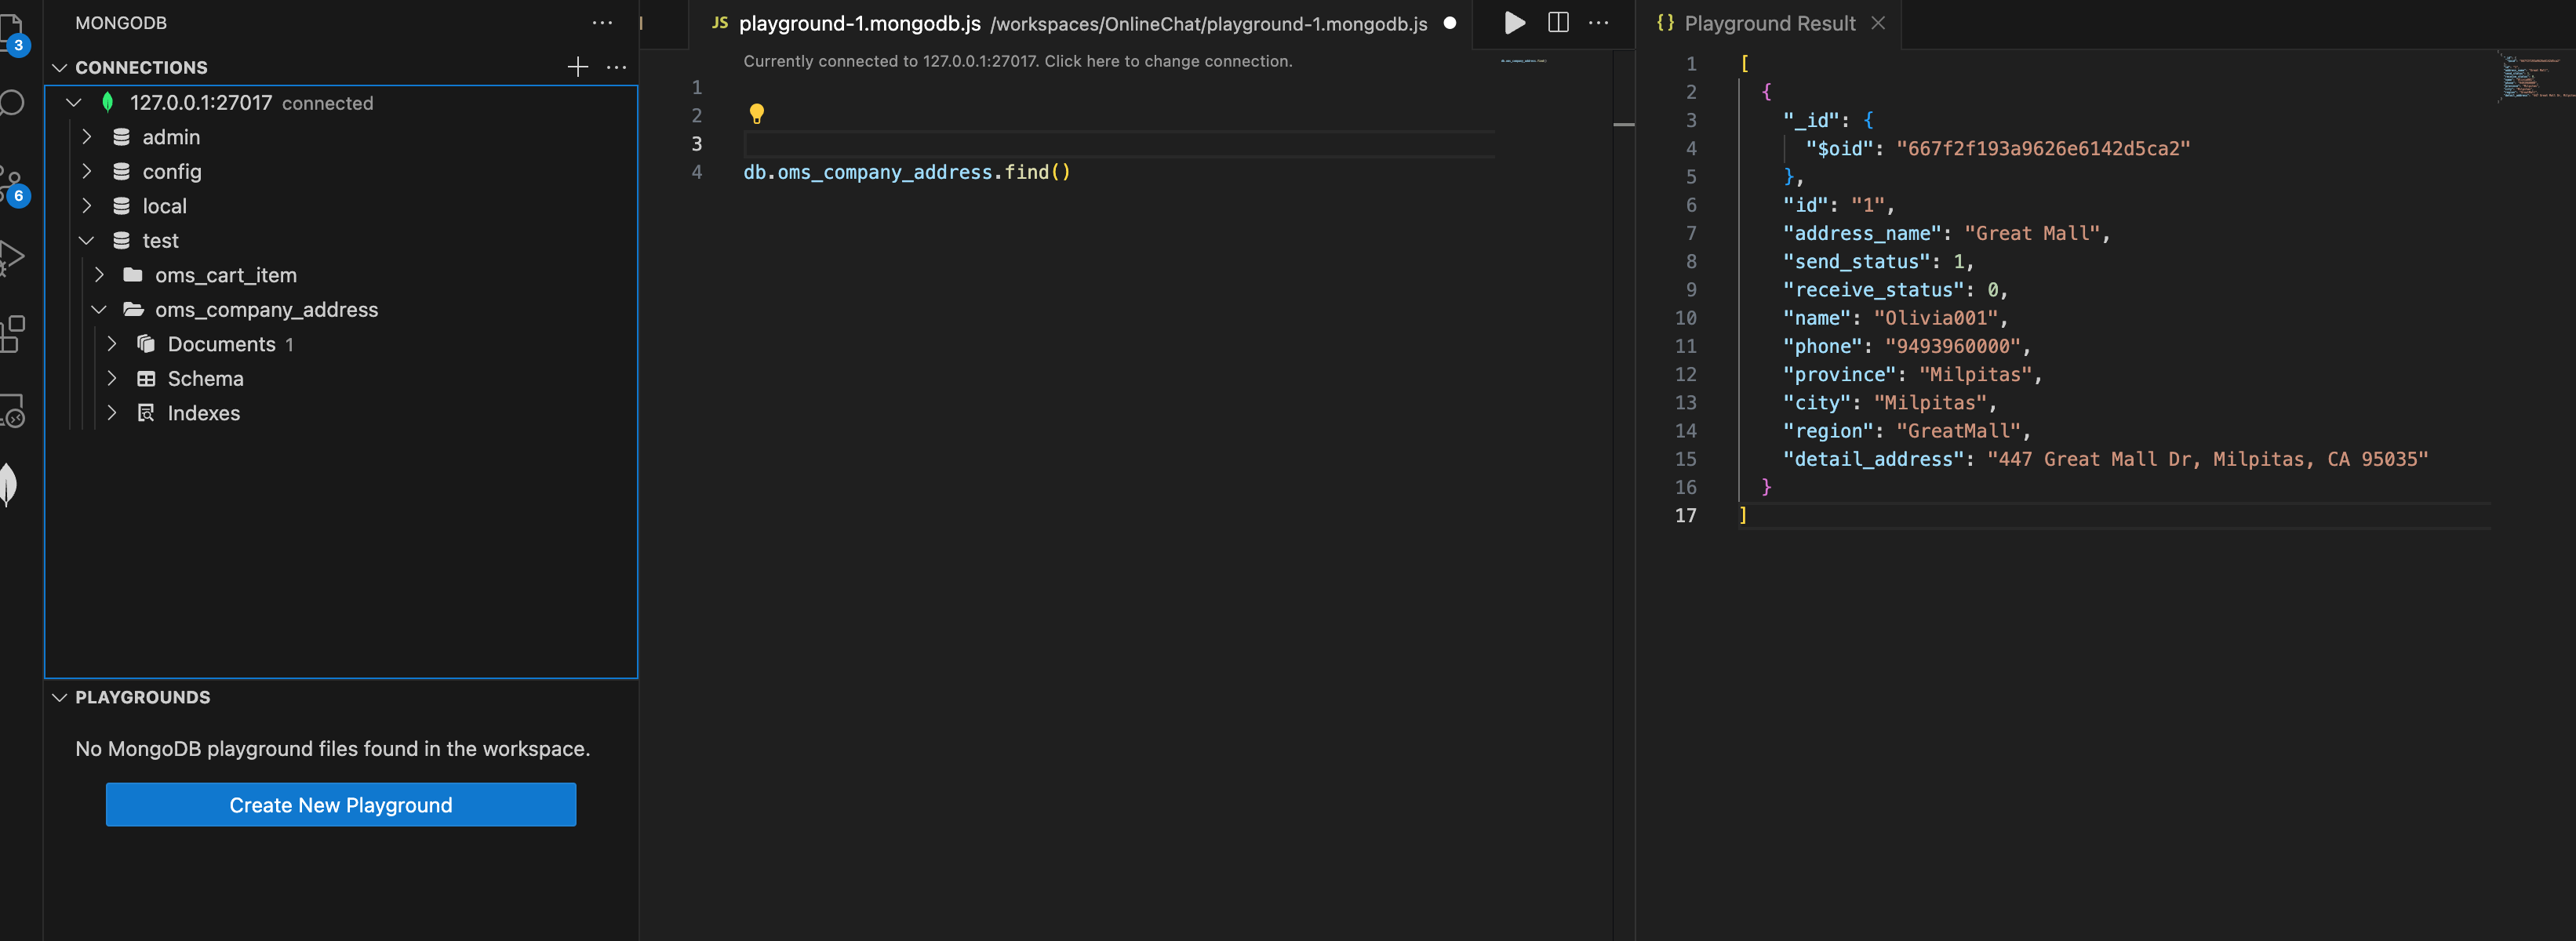 3
6
MONGODB
CONNECTIONS
127.0.0.1:27017 connected
admin
config
local
test
oms_cart_item
oms_company_address
Documents 1
Schema
Indexes
PLAYGROUNDS
No MongoDB playground files found in the workspace.
Create New Playground
JS playground-1.mongodb.js /workspaces/OnlineChat/playground-1.mongodb.js
Currently connected to 127.0.0.1:27017. Click here to change connection.
1
2
3
4 db.oms_company_address.find()
{} Playground Result
1 [
2 {
3 "_id": {
4 "$oid": "667f2f193a9626e6142d5ca2"
5 },
6 "id": "1",
7 "address_name": "Great Mall",
8 "send_status": 1,
9 "receive_status": 0,
10 "name": "Olivia001",
11 "phone": "9493960000",
12 "province": "Milpitas",
13 "city": "Milpitas",
14 "region": "GreatMall",
15 "detail_address": "447 Great Mall Dr, Milpitas, CA 95035"
16 }
17 ]